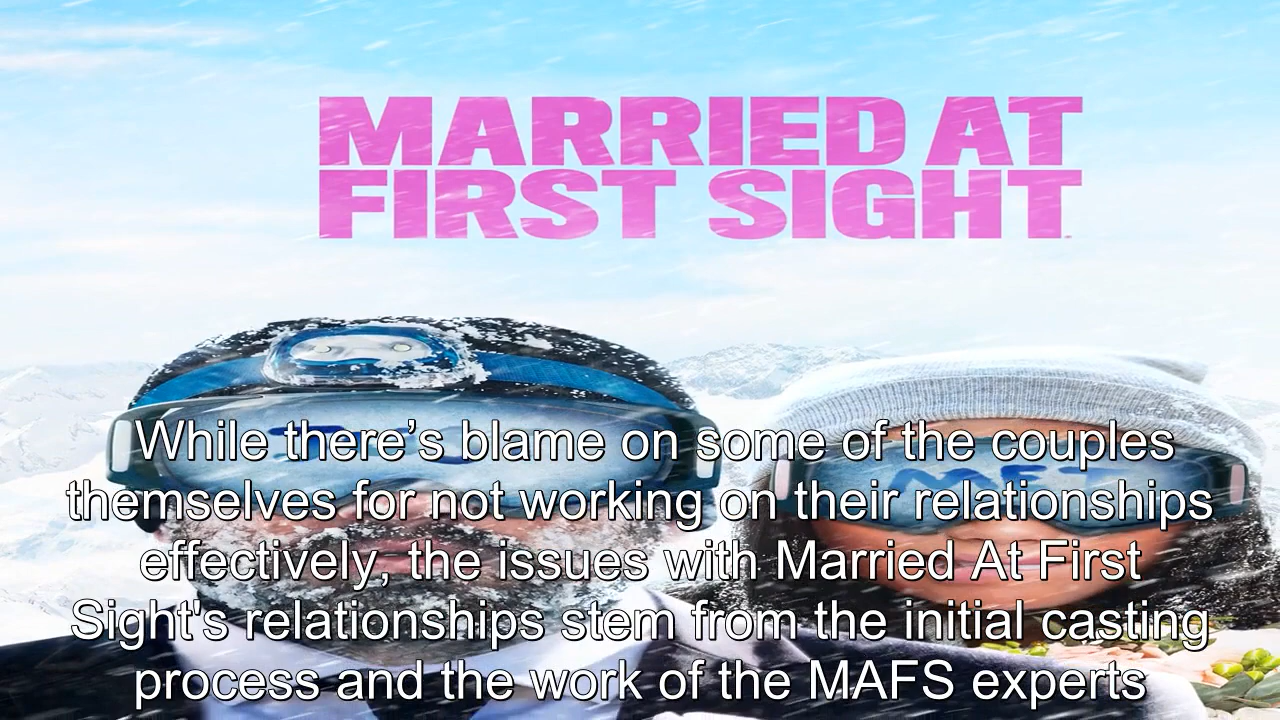 MARRIED AT
FIRST SIGHT
While there’s blame on some of the couples
themselves for not working on their relationships
effectively, the issues with Married At First
Sight's relationships stem from the initial casting
process and the work of the MAFS experts
MET